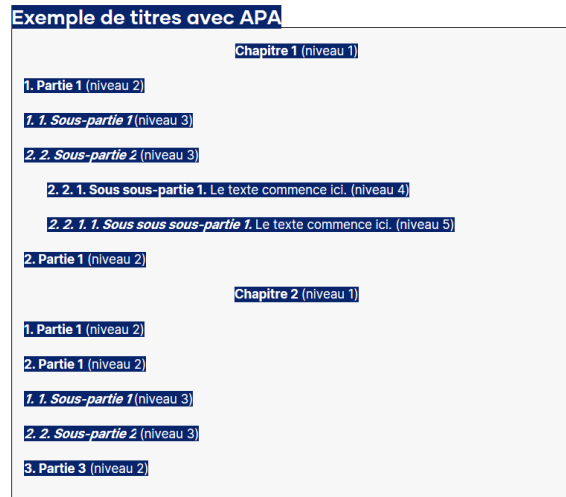 Exemple de titres avec APA
Chapitre 1 (niveau 1)
1. Partie 1 (niveau 2)
1. 1. Sous-partie 1 (niveau 3)
2. 2. Sous-partie 2 (niveau 3)
2. 2. 1. Sous sous-partie 1. Le texte commence ici. (niveau 4)
2. 2. 1. 1. Sous sous sous-partie 1. Le texte commence ici. (niveau 5)
2. Partie 1 (niveau 2)
Chapitre 2 (niveau 1)
1. Partie 1 (niveau 2)
2. Partie 1 (niveau 2)
1. 1. Sous-partie 1 (niveau 3)
2. 2. Sous-partie 2 (niveau 3)
3. Partie 3 (niveau 2)